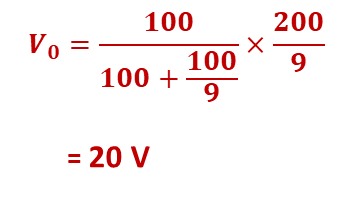 V₀ = 100 / (100 + 100/9) × 200/9
= 20 V